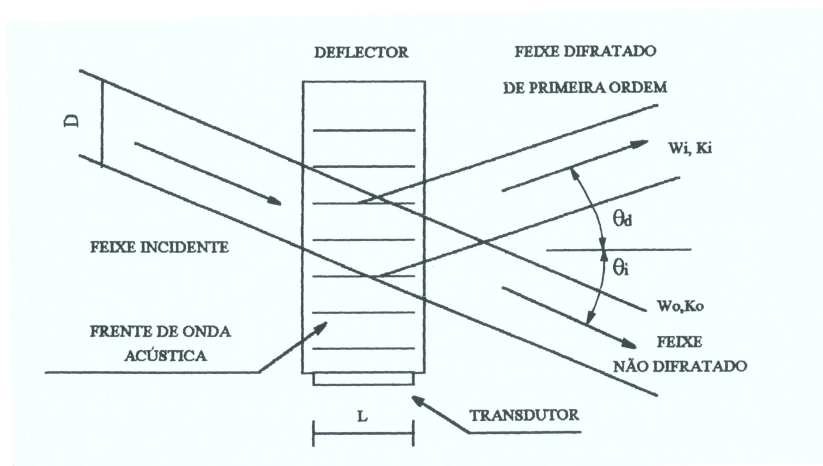 DEFLECTOR
FEIXE DIFRATADO
DE PRIMEIRA ORDEM
D
Wi, Ki
θd
FEIXE INCIDENTE
θi
Wo,Ko
FRENTE DE ONDA
ACÚSTICA
FEIXE
NÃO DIFRATADO
L
TRANSDUTOR